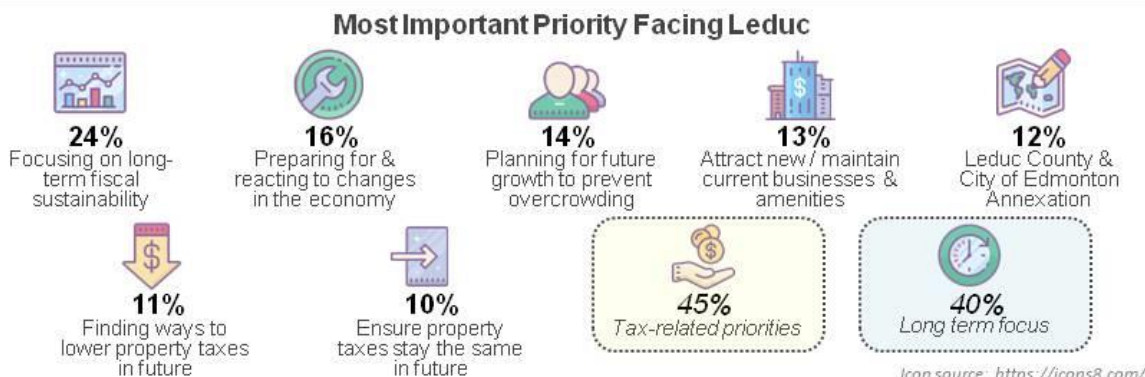 Most Important Priority Facing Leduc
24%
Focusing on long-
term fiscal
sustainability
16%
Preparing for &
reacting to changes
in the economy
14%
Planning for future
growth to prevent
overcrowding
13%
Attract new / maintain
current businesses &
amenities
12%
Leduc County &
City of Edmonton
Annexation
11%
Finding ways to
lower property taxes
in future
10%
Ensure property
taxes stay the same
in future
45%
Tax-related priorities
40%
Long term focus
Icon source: https://icons8.com/